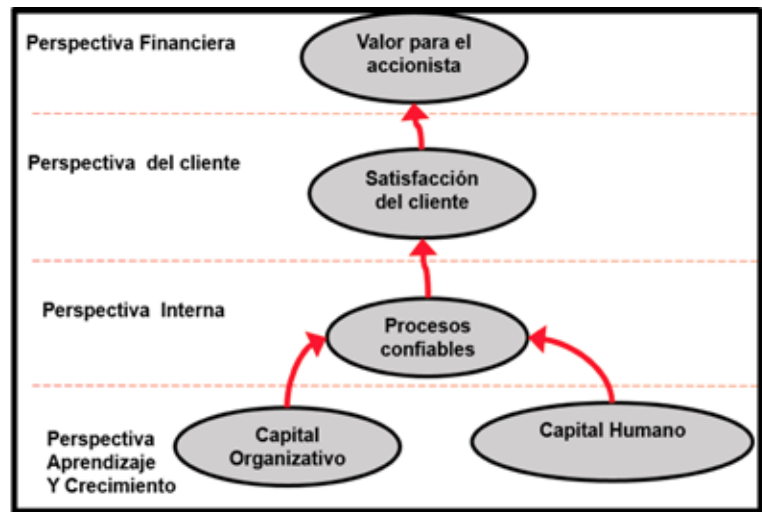 Perspectiva Financiera
Valor para el
accionista
Perspectiva del cliente
Satisfacción
del cliente
Perspectiva Interna
Procesos
confiables
Perspectiva
Aprendizaje
Y Crecimiento
Capital
Organizativo
Capital Humano